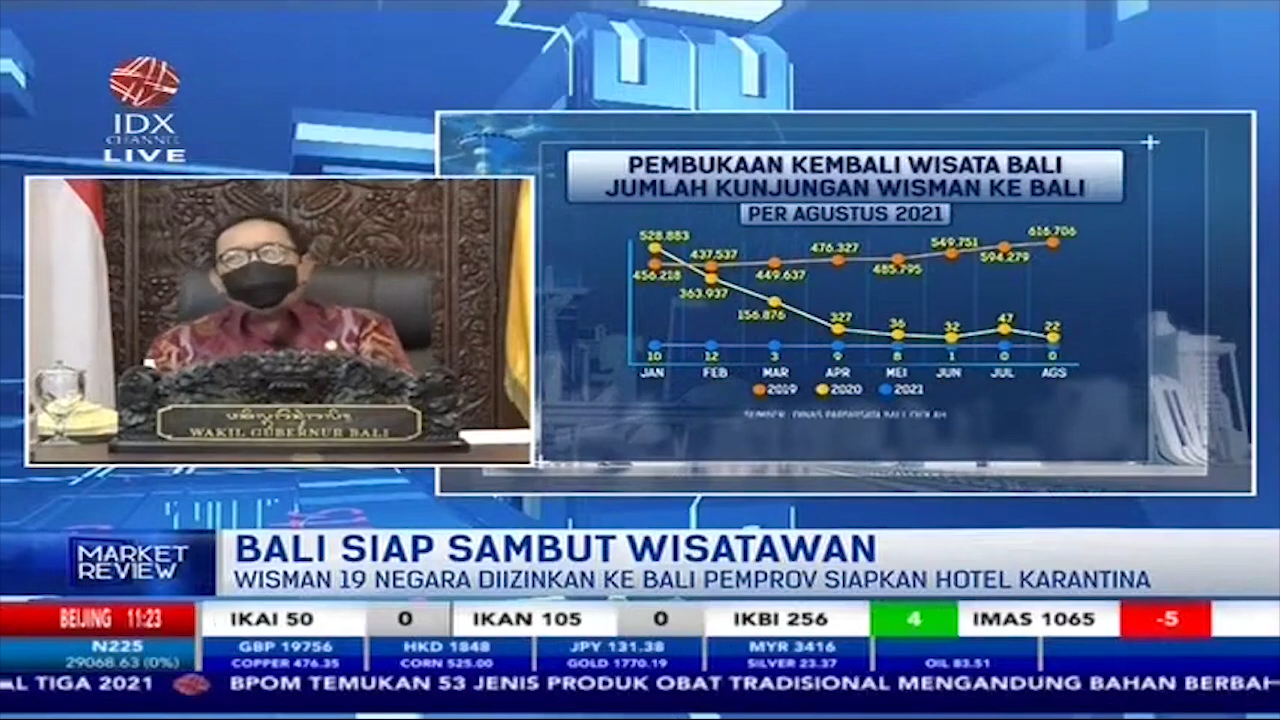 IDX
CHANNEL
LIVE
PEMBUKAAN KEMBALI WISATA BALI
JUMLAH KUNJUNGAN WISMAN KE BALI
PER AGUSTUS 2021
528.883
437.537
476.327
549.751
616.706
456.218
449.637
485.795
594.279
363.937
156.876
327
36
32
47
22
10 12 3 9 8 1 0 0
JAN FEB MAR APR MEI JUN JUL AGS
2019 2020 2021
WAKIL GUBERNUR BALI
MARKET
REVIEW
BALI SIAP SAMBUT WISATAWAN
WISMAN 19 NEGARA DIIZINKAN KE BALI PEMPROV SIAPKAN HOTEL KARANTINA
BEIJING 11:23 IKAI 50 0 IKAN 105 0 IKBI 256 4 IMAS 1065 -5
N225 GBP 19756 HKD 1848 JPY 131.38 MYR 3416
29068.63 (0%) COPPER 476.35 CORN 525.00 GOLD 1770.19 SILVER 23.37 OIL 83.51
AL TIGA 2021 BPOM TEMUKAN 53 JENIS PRODUK OBAT TRADISIONAL MENGANDUNG BAHAN BERBAH